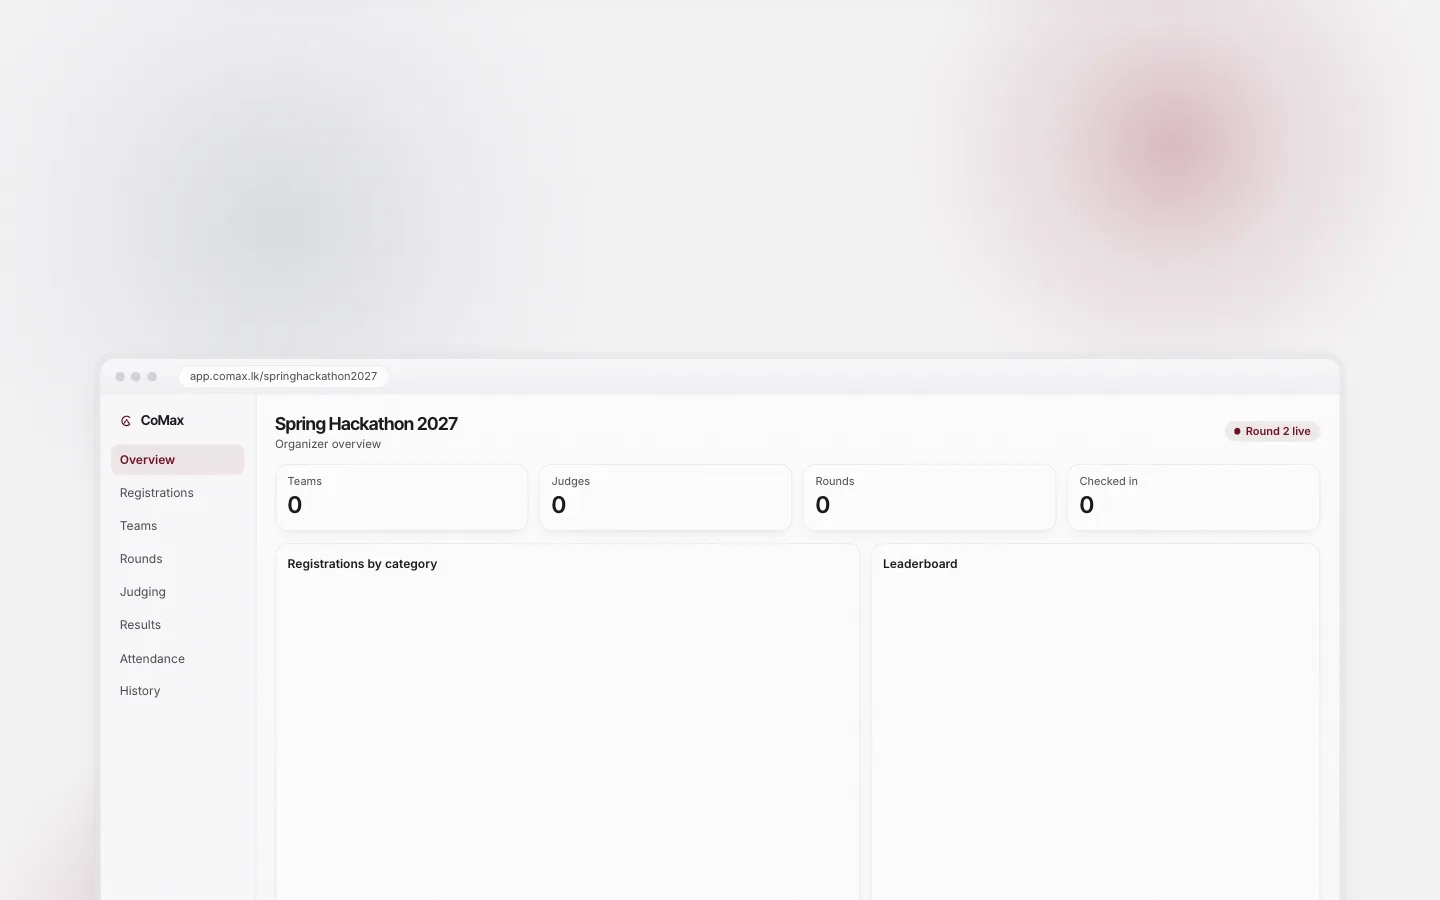 app.comax.lk/springhackathon2027
CoMax
Overview
Registrations
Teams
Rounds
Judging
Results
Attendance
History
Spring Hackathon 2027
Organizer overview
Round 2 live
Teams
0
Judges
0
Rounds
0
Checked in
0
Registrations by category
Leaderboard